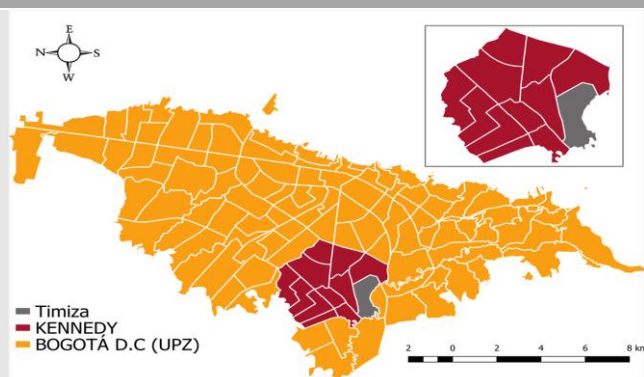 E
N S
W
Timiza
KENNEDY
BOGOTÁ D.C (UPZ)
2 0 2 4 6 8 km